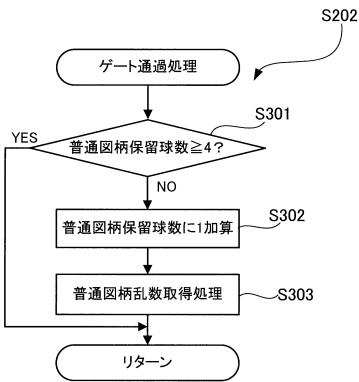 S202
ゲート通過処理
S301
YES
普通図柄保留球数≧4?
NO
S302
普通図柄保留球数に1加算
普通図柄乱数取得処理
S303
リターン